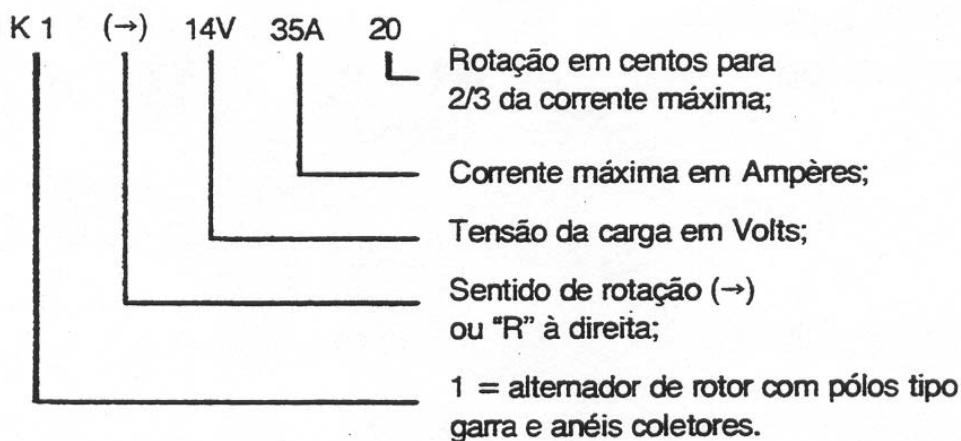 K 1 (→) 14V 35A 20
Rotação em centos para
2/3 da corrente máxima;
Corrente máxima em Ampères;
Tensão da carga em Volts;
Sentido de rotação (→)
ou "R" à direita;
1 = alternador de rotor com pólos tipo
garra e anéis coletores.